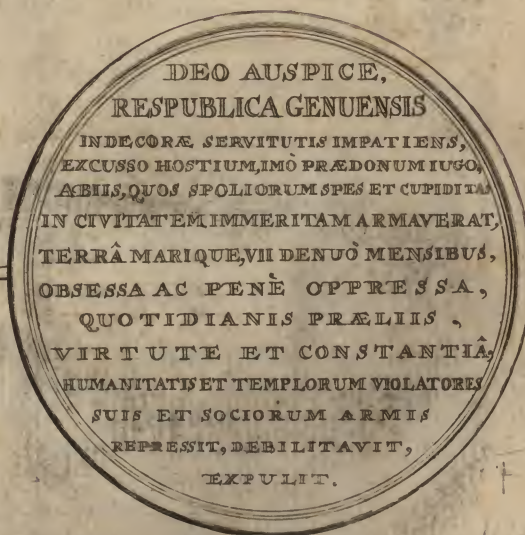 DEO AUSPICE,
RESPUBLICA GENUENSIS
INDECORÆ SERVITUTIS IMPATIENS,
EXCUSSO HOSTIUM, IMÒ PRÆDONUM IUGO,
AB IIS, QUOS SPOLIORUM SPES ET CUPIDITAS
IN CIVITATEM IMMERITAM ARMAVERAT,
TERRÂ MARIQUE, VII DENUÒ MENSIBUS,
OBSESSA AC PENÈ OPPRESSA,
QUOTIDIANIS PRÆLIIS,
VIRTUTE ET CONSTANTIÂ,
HUMANITATIS ET TEMPLORUM VIOLATORES
SUIS ET SOCIORUM ARMIS
REPRESSIT, DEBILITAVIT,
EXPULIT.